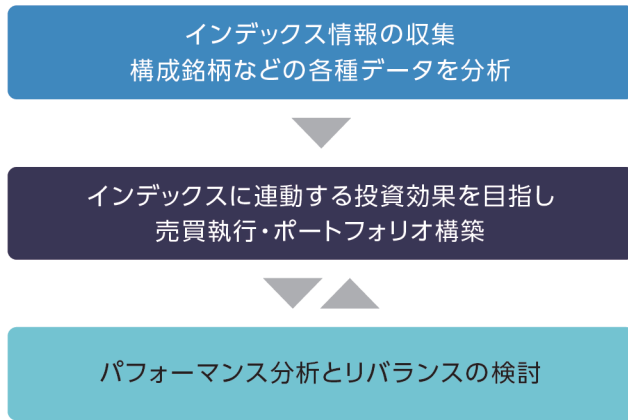 インデックス情報の収集
構成銘柄などの各種データを分析
インデックスに連動する投資効果を目指し
売買執行・ポートフォリオ構築
パフォーマンス分析とリバランスの検討